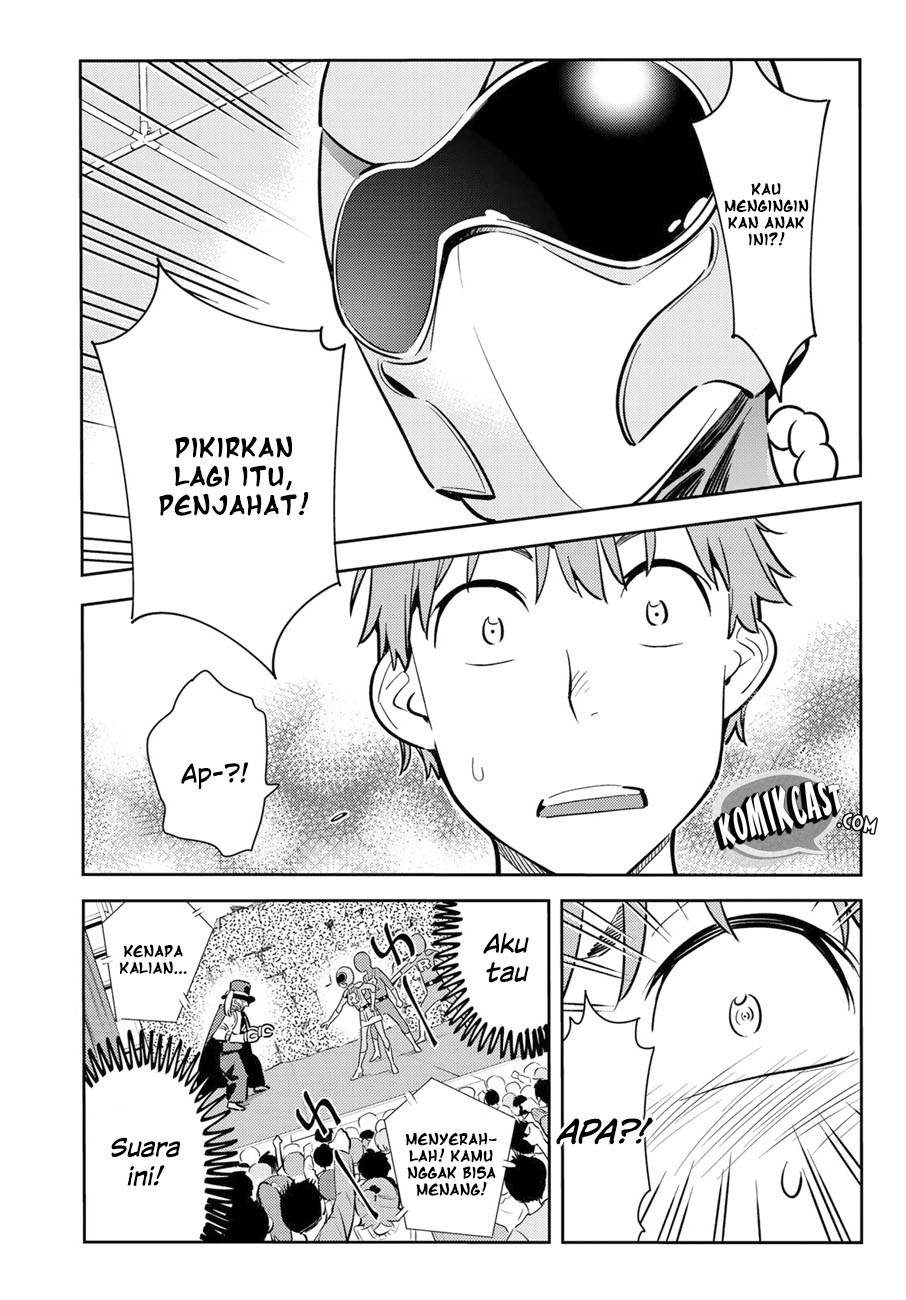 KAU
MENGINGIN
KAN ANAK
INI?!
PIKIRKAN
LAGI ITU,
PENJAHAT!
Ap-?!
KOMIKCAST
.COM
APA?!
Aku
tau
KENAPA
KALIAN...
Suara
ini!
MENYERAH-
LAH! KAMU
NGGAK BISA
MENANG!